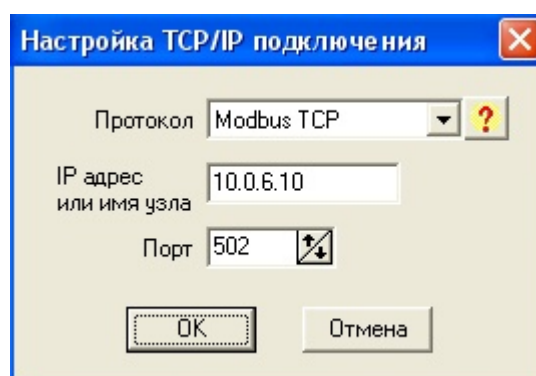 Настройка TCP/IP подключения
Протокол Modbus TCP ?
IP адрес
или имя узла 10.0.6.10
Порт 502
OK Отмена